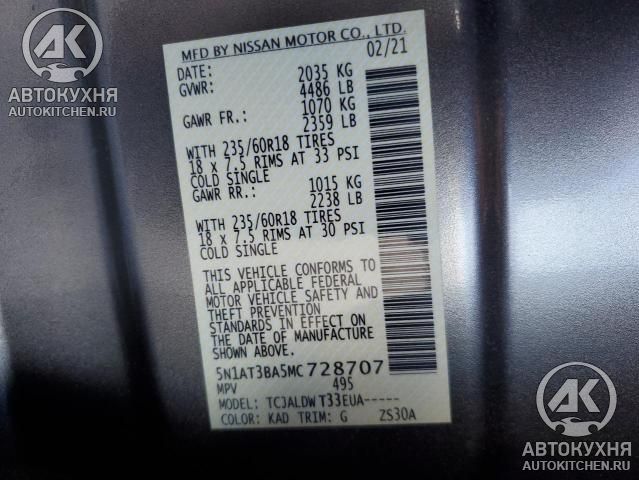 AK
АВТОКУХНЯ
AUTOKITCHEN.RU
MFD BY NISSAN MOTOR CO., LTD.
DATE: 02/21
GVWR: 2035 KG
4486 LB
GAWR FR.: 1070 KG
2359 LB
WITH 235/60R18 TIRES
18 x 7.5 RIMS AT 33 PSI
COLD SINGLE
GAWR RR.: 1015 KG
2238 LB
WITH 235/60R18 TIRES
18 x 7.5 RIMS AT 30 PSI
COLD SINGLE
THIS VEHICLE CONFORMS TO
ALL APPLICABLE FEDERAL
MOTOR VEHICLE SAFETY AND
THEFT PREVENTION
STANDARDS IN EFFECT ON
THE DATE OF MANUFACTURE
SHOWN ABOVE.
5N1AT3BA5MC728707
MPV 495
MODEL: TCJALDWT33EUA-----
COLOR: KAD TRIM: G ZS30A
AK
АВТОКУХНЯ
AUTOKITCHEN.RU